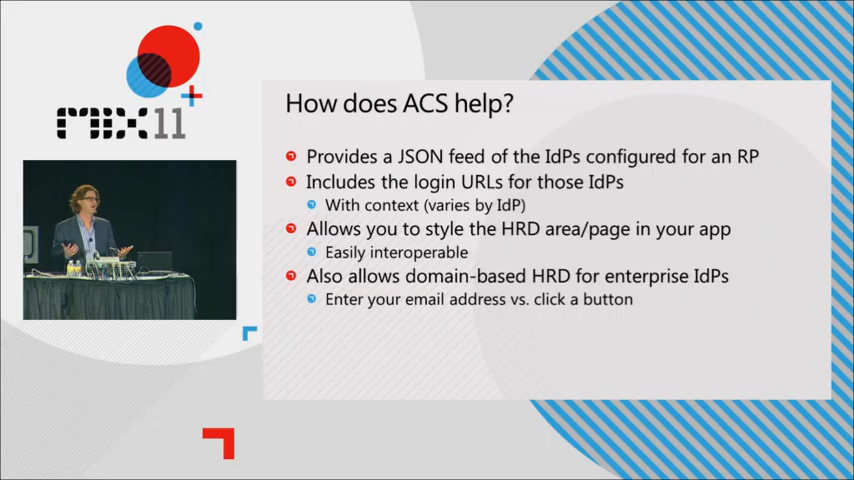 MIX 11
How does ACS help?
Provides a JSON feed of the IdPs configured for an RP
Includes the login URLs for those IdPs
With context (varies by IdP)
Allows you to style the HRD area/page in your app
Easily interoperable
Also allows domain-based HRD for enterprise IdPs
Enter your email address vs. click a button